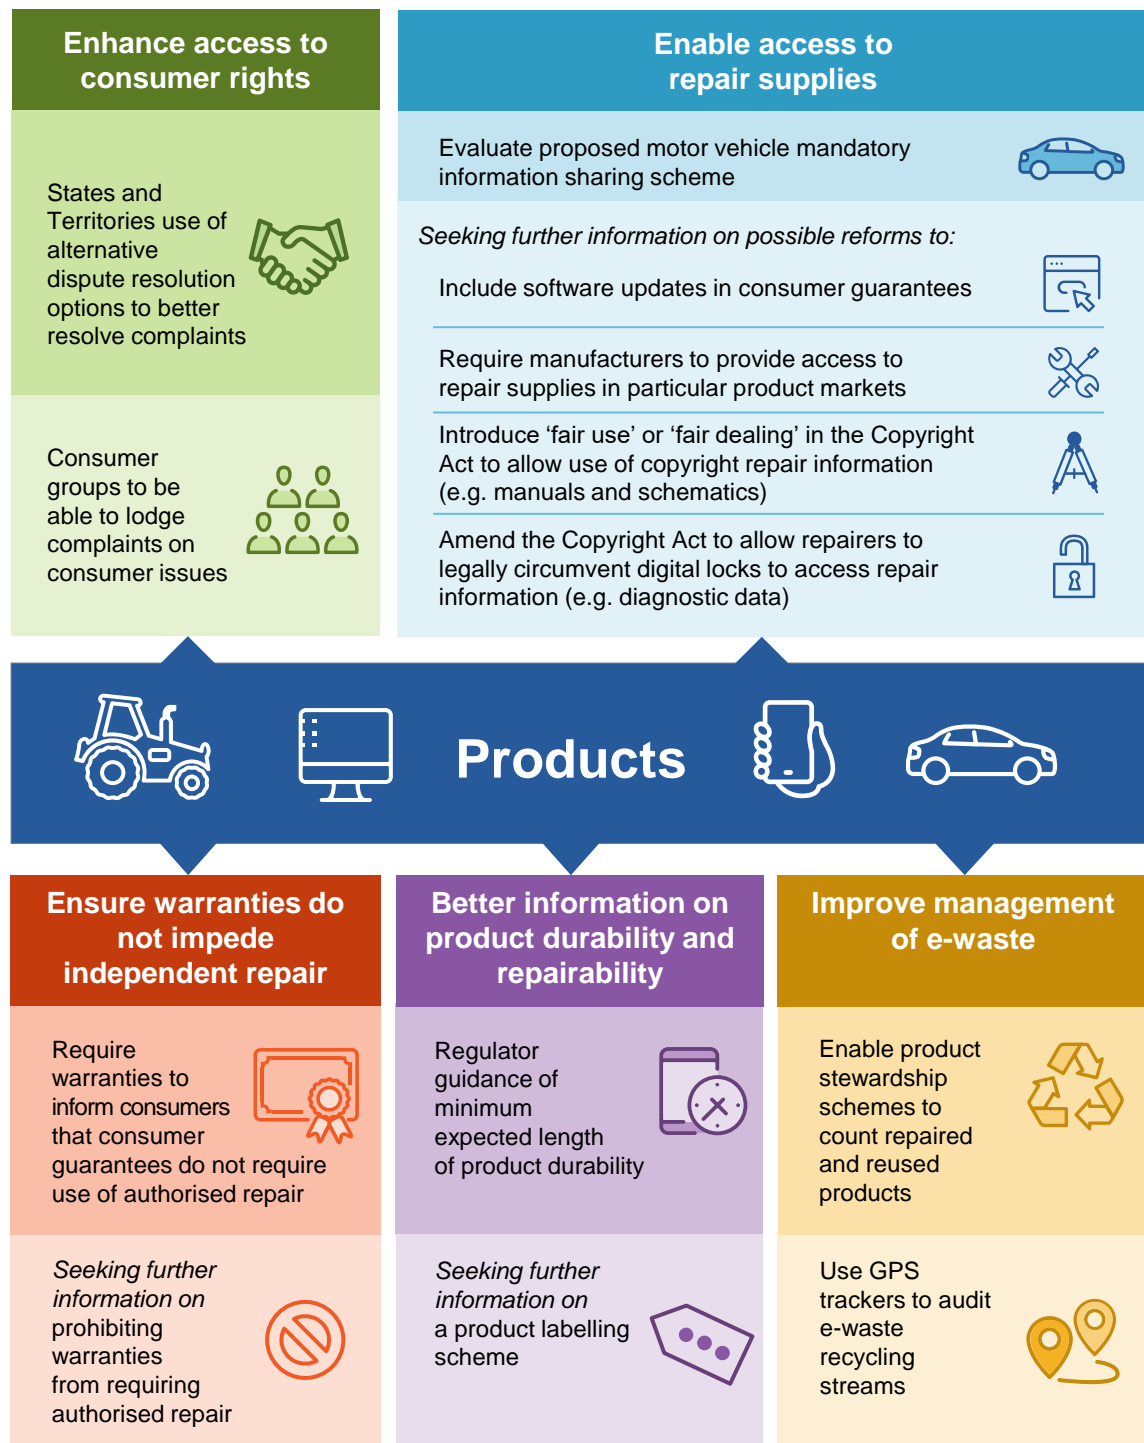 Enhance access to
consumer rights
States and
Territories use of
alternative
dispute resolution
options to better
resolve complaints
Consumer
groups to be
able to lodge
complaints on
consumer issues
Enable access to
repair supplies
Evaluate proposed motor vehicle mandatory
information sharing scheme
Seeking further information on possible reforms to:
Include software updates in consumer guarantees
Require manufacturers to provide access to
repair supplies in particular product markets
Introduce ‘fair use’ or ‘fair dealing’ in the Copyright
Act to allow use of copyright repair information
(e.g. manuals and schematics)
Amend the Copyright Act to allow repairers to
legally circumvent digital locks to access repair
information (e.g. diagnostic data)
Products
Ensure warranties do
not impede
independent repair
Require
warranties to
inform consumers
that consumer
guarantees do not require
use of authorised repair
Seeking further
information on
prohibiting
warranties
from requiring
authorised repair
Better information on
product durability and
repairability
Regulator
guidance of
minimum
expected length
of product durability
Seeking further
information on
a product labelling
scheme
Improve management
of e-waste
Enable product
stewardship
schemes to
count repaired
and reused
products
Use GPS
trackers to audit
e-waste
recycling
streams